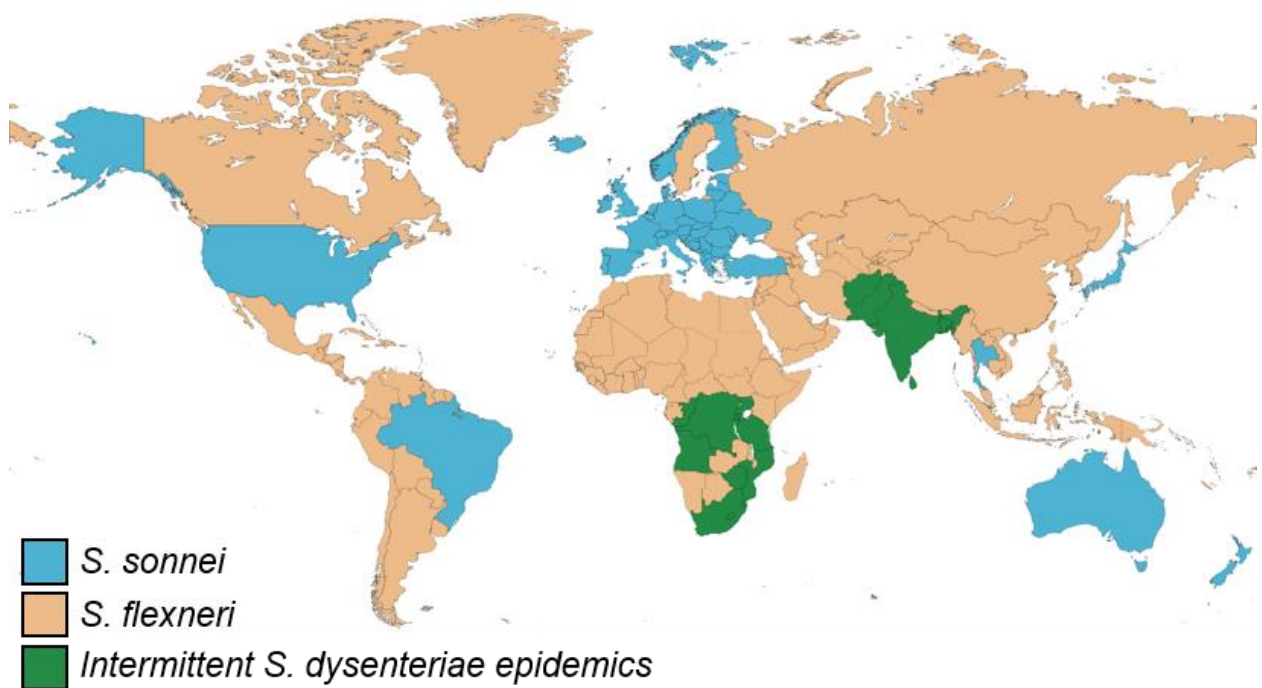 S. sonnei
S. flexneri
Intermittent S. dysenteriae epidemics